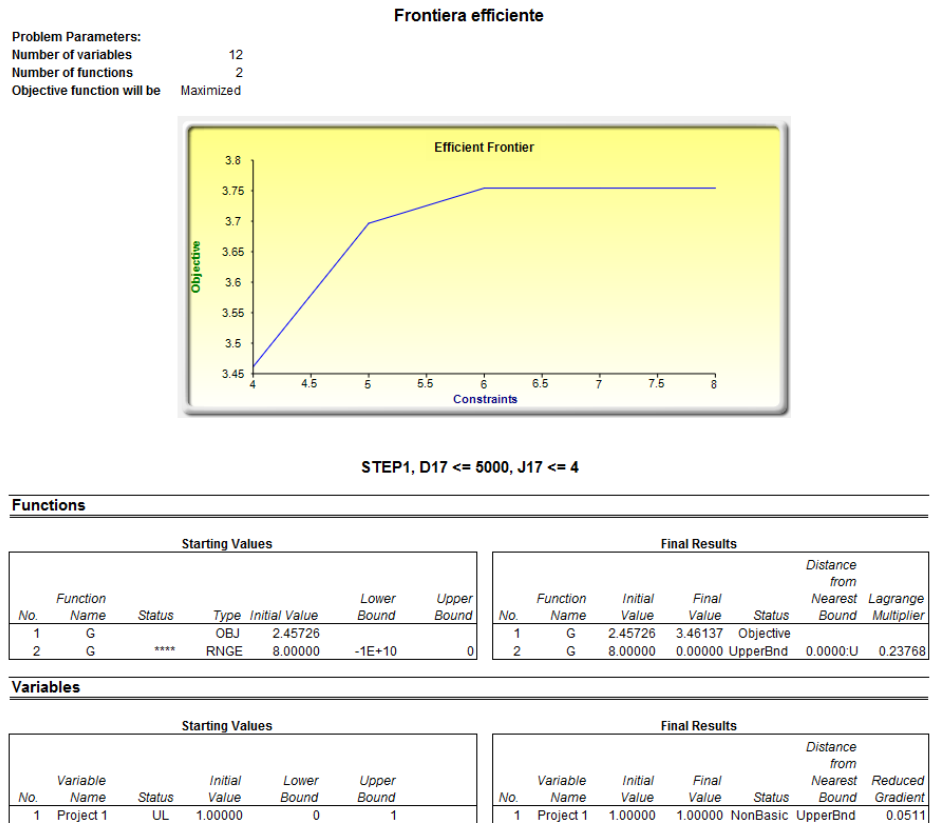 Frontiera efficiente
Problem Parameters:
Number of variables 12
Number of functions 2
Objective function will be Maximized
Efficient Frontier
3.8
3.75
3.7
3.65
3.6
3.55
3.5
3.45
Objective
4 4.5 5 5.5 6 6.5 7 7.5 8
Constraints
STEP1, D17 <= 5000, J17 <= 4
Functions
Starting Values Final Results
Distance
from
Function Lower Upper Function Initial Final Nearest Lagrange
No. Name Status Type Initial Value Bound Bound No. Name Value Value Status Bound Multiplier
1 G OBJ 2.45726 1 G 2.45726 3.46137 Objective
2 G **** RNGE 8.00000 -1E+10 0 2 G 8.00000 0.00000 UpperBnd 0.0000:U 0.23768
Variables
Starting Values Final Results
Distance
from
Variable Initial Lower Upper Variable Initial Final Nearest Reduced
No. Name Status Value Bound Bound No. Name Value Value Status Bound Gradient
1 Project 1 UL 1.00000 0 1 1 Project 1 1.00000 1.00000 NonBasic UpperBnd 0.0511